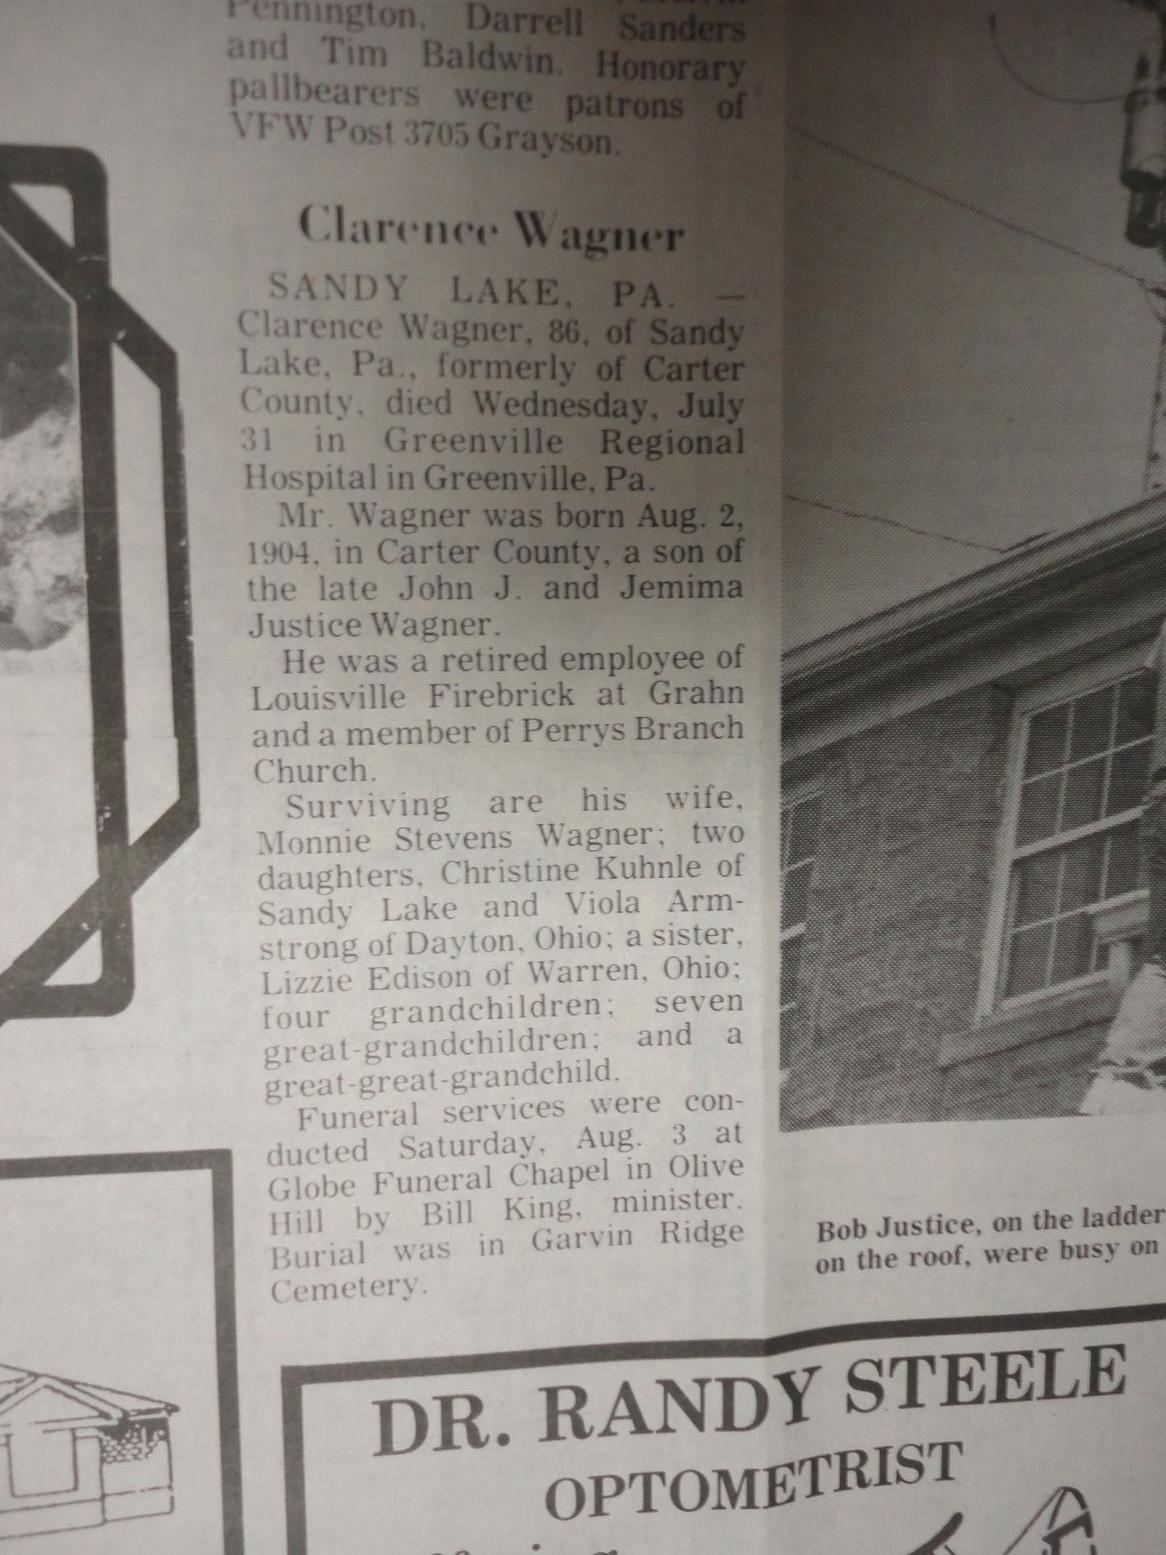 Pennington, Darrell Sanders
and Tim Baldwin. Honorary
pallbearers were patrons of
VFW Post 3705 Grayson.
Clarence Wagner
SANDY LAKE, PA. —
Clarence Wagner, 86, of Sandy
Lake, Pa., formerly of Carter
County, died Wednesday, July
31 in Greenville Regional
Hospital in Greenville, Pa.
Mr. Wagner was born Aug. 2,
1904, in Carter County, a son of
the late John J. and Jemima
Justice Wagner.
He was a retired employee of
Louisville Firebrick at Grahn
and a member of Perrys Branch
Church.
Surviving are his wife,
Monnie Stevens Wagner; two
daughters, Christine Kuhnle of
Sandy Lake and Viola Arm-
strong of Dayton, Ohio; a sister,
Lizzie Edison of Warren, Ohio;
four grandchildren; seven
great-grandchildren; and a
great-great-grandchild.
Funeral services were con-
ducted Saturday, Aug. 3 at
Globe Funeral Chapel in Olive
Hill by Bill King, minister.
Burial was in Garvin Ridge
Cemetery.
Bob Justice, on the ladder
on the roof, were busy on
DR. RANDY STEELE
OPTOMETRIST